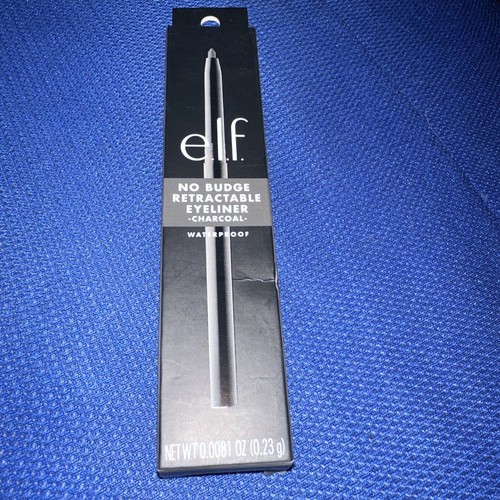 e.l.f.
NO BUDGE
RETRACTABLE
EYELINER
-CHARCOAL-
WATERPROOF
NET WT 0.0081 OZ (0.23 g)